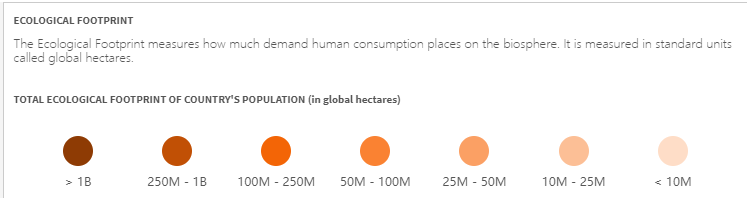 ECOLOGICAL FOOTPRINT
The Ecological Footprint measures how much demand human consumption places on the biosphere. It is measured in standard units
called global hectares.
TOTAL ECOLOGICAL FOOTPRINT OF COUNTRY'S POPULATION (in global hectares)
> 1B 250M - 1B 100M - 250M 50M - 100M 25M - 50M 10M - 25M < 10M